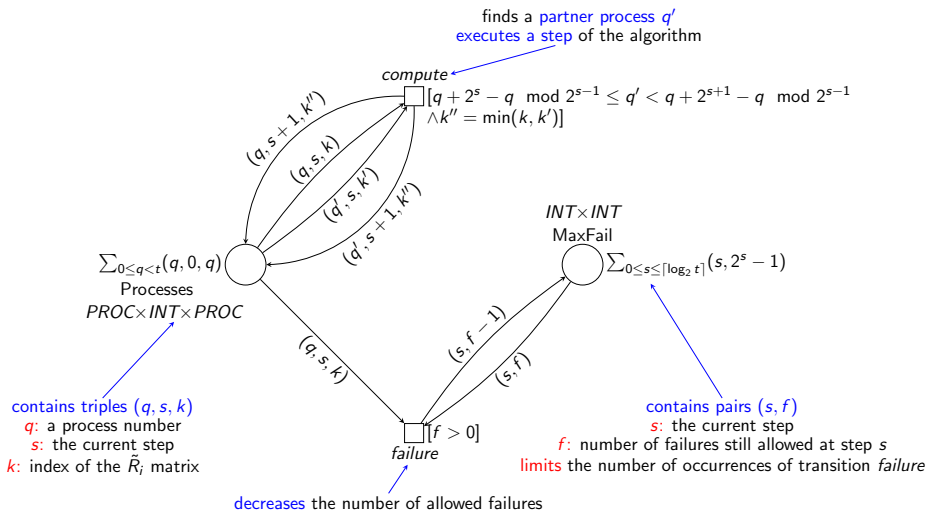 finds a partner process q′
executes a step of the algorithm
compute
[q + 2^s − q mod 2^{s−1} ≤ q′ < q + 2^{s+1} − q mod 2^{s−1}
∧k″ = min(k, k′)]
(q, s + 1, k″)
(q, s, k)
(q′, s, k′)
(q′, s + 1, k″)
INT×INT
MaxFail
∑_{0≤s≤⌈log₂ t⌉}(s, 2^s − 1)
∑_{0≤q<t}(q, 0, q)
Processes
PROC×INT×PROC
(q, s, k)
(s, f − 1)
(s, f)
contains triples (q, s, k)
q: a process number
s: the current step
k: index of the R̃_i matrix
[f > 0]
failure
contains pairs (s, f)
s: the current step
f: number of failures still allowed at step s
limits the number of occurrences of transition failure
decreases the number of allowed failures